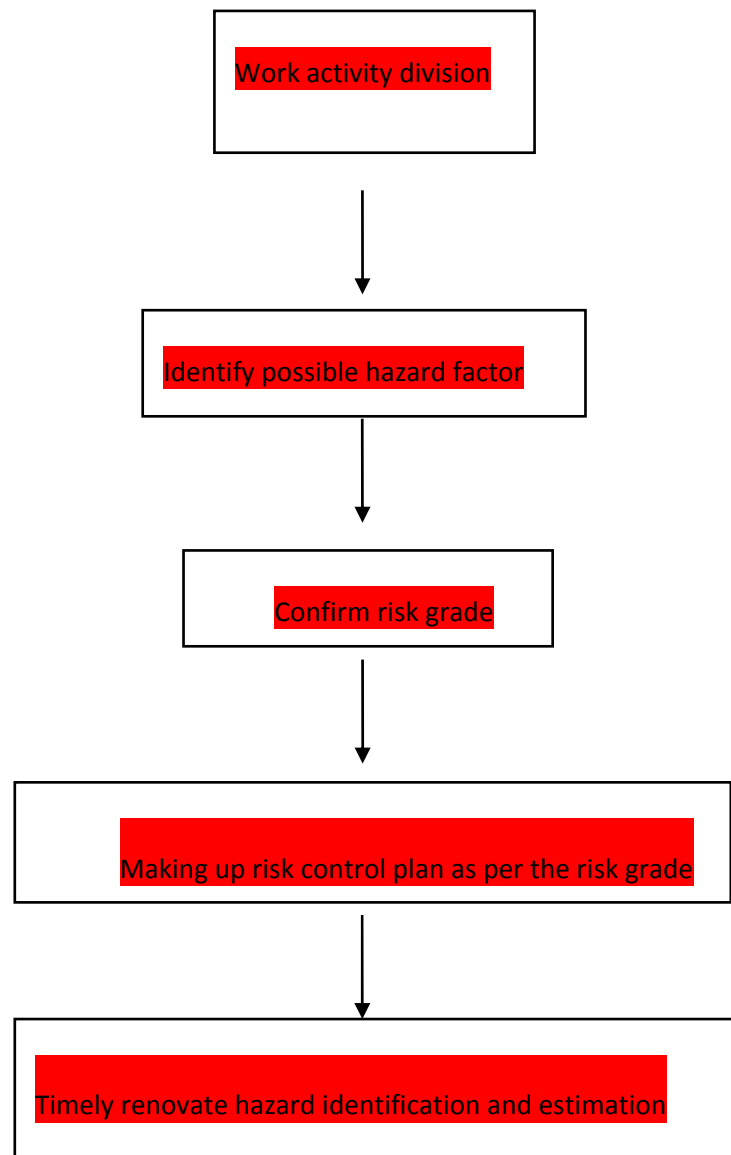 Work activity division
Identify possible hazard factor
Confirm risk grade
Making up risk control plan as per the risk grade
Timely renovate hazard identification and estimation